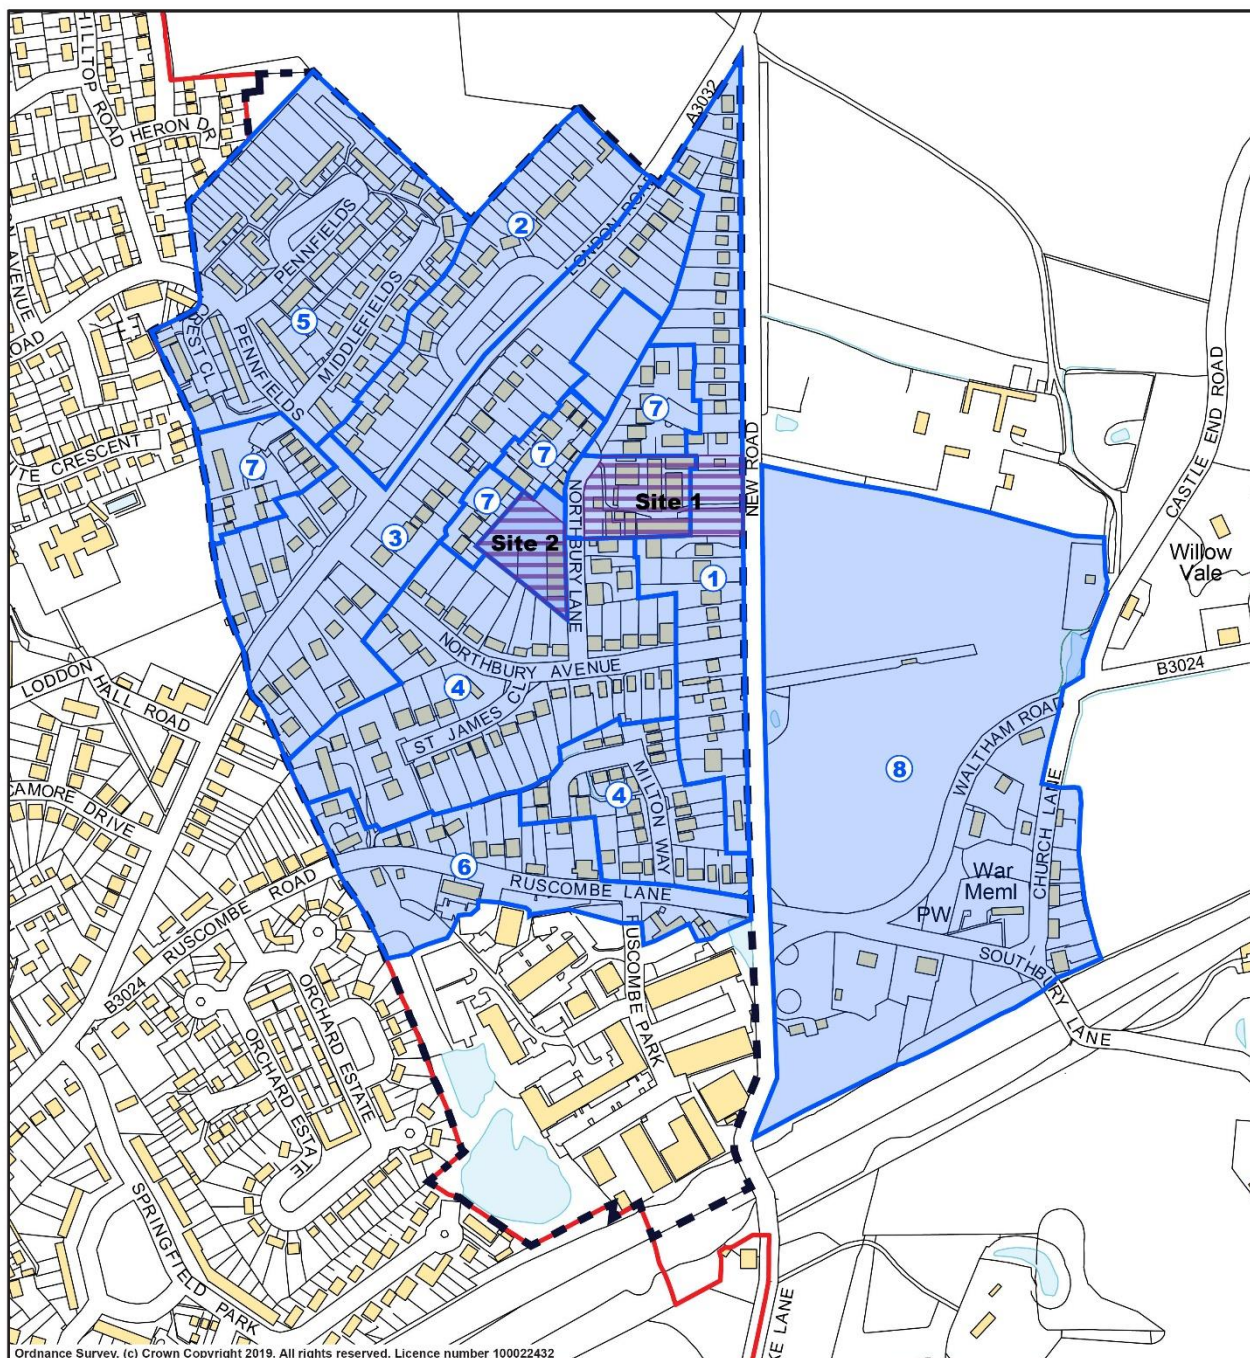 HILLTOP ROAD
HERON DR
AVENUE
ROAD
A3032
LONDON ROAD
2
PENNFIELDS
5
MIDDLEFIELDS
CREST CL
PENNFIELDS
CASTLE END ROAD
7
CRESCENT
7
7
7
NEW ROAD
NORTHBURY LANE
Site 1
Site 2
3
1
Willow
Vale
B3024
NORTHBURY AVENUE
4
ST JAMES CL
LODDON HALL ROAD
WALTHAM ROAD
8
4
MILTON WAY
CHURCH LANE
DRIVE
6
RUSCOMBE LANE
War
Meml
PW
SOUTHBURY LANE
B3024
RUSCOMBE ROAD
RUSCOMBE PARK
ORCHARD ESTATE
ORCHARD ESTATE
SPRINGFIELD PARK
LANE
Ordnance Survey, (c) Crown Copyright 2019. All rights reserved. Licence number 100022432